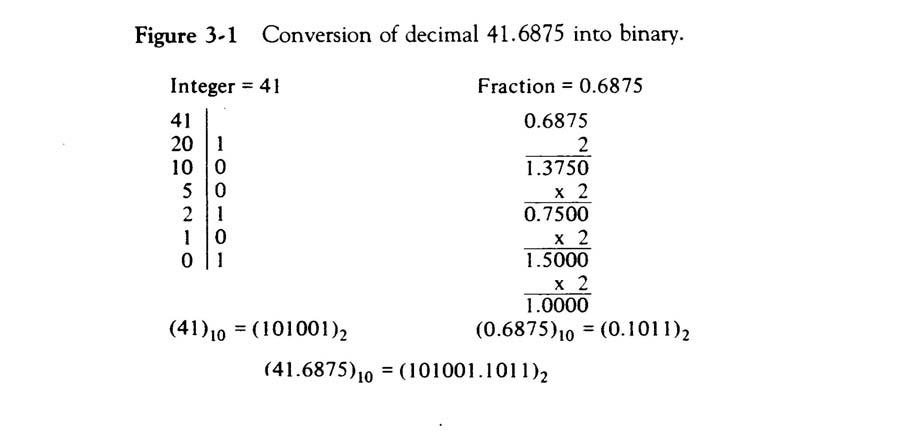 Figure 3-1 Conversion of decimal 41.6875 into binary.
Integer = 41
41
20 1
10 0
5 0
2 1
1 0
0 1
(41)10 = (101001)2
Fraction = 0.6875
0.6875
2
1.3750
x 2
0.7500
x 2
1.5000
x 2
1.0000
(0.6875)10 = (0.1011)2
(41.6875)10 = (101001.1011)2